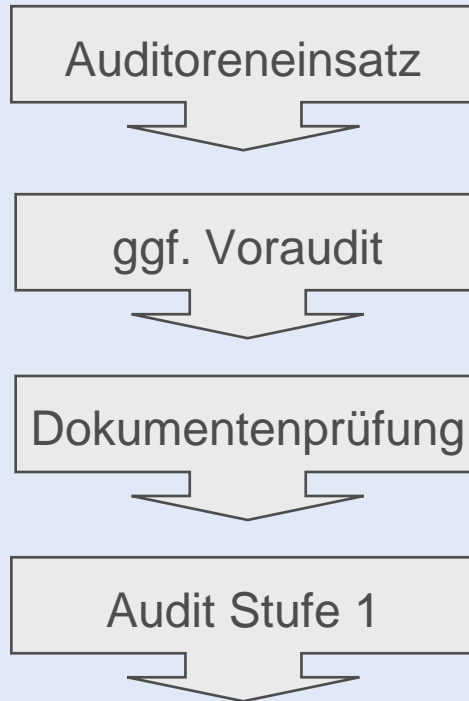 Auditoreneinsatz
ggf. Voraudit
Dokumentenprüfung
Audit Stufe 1